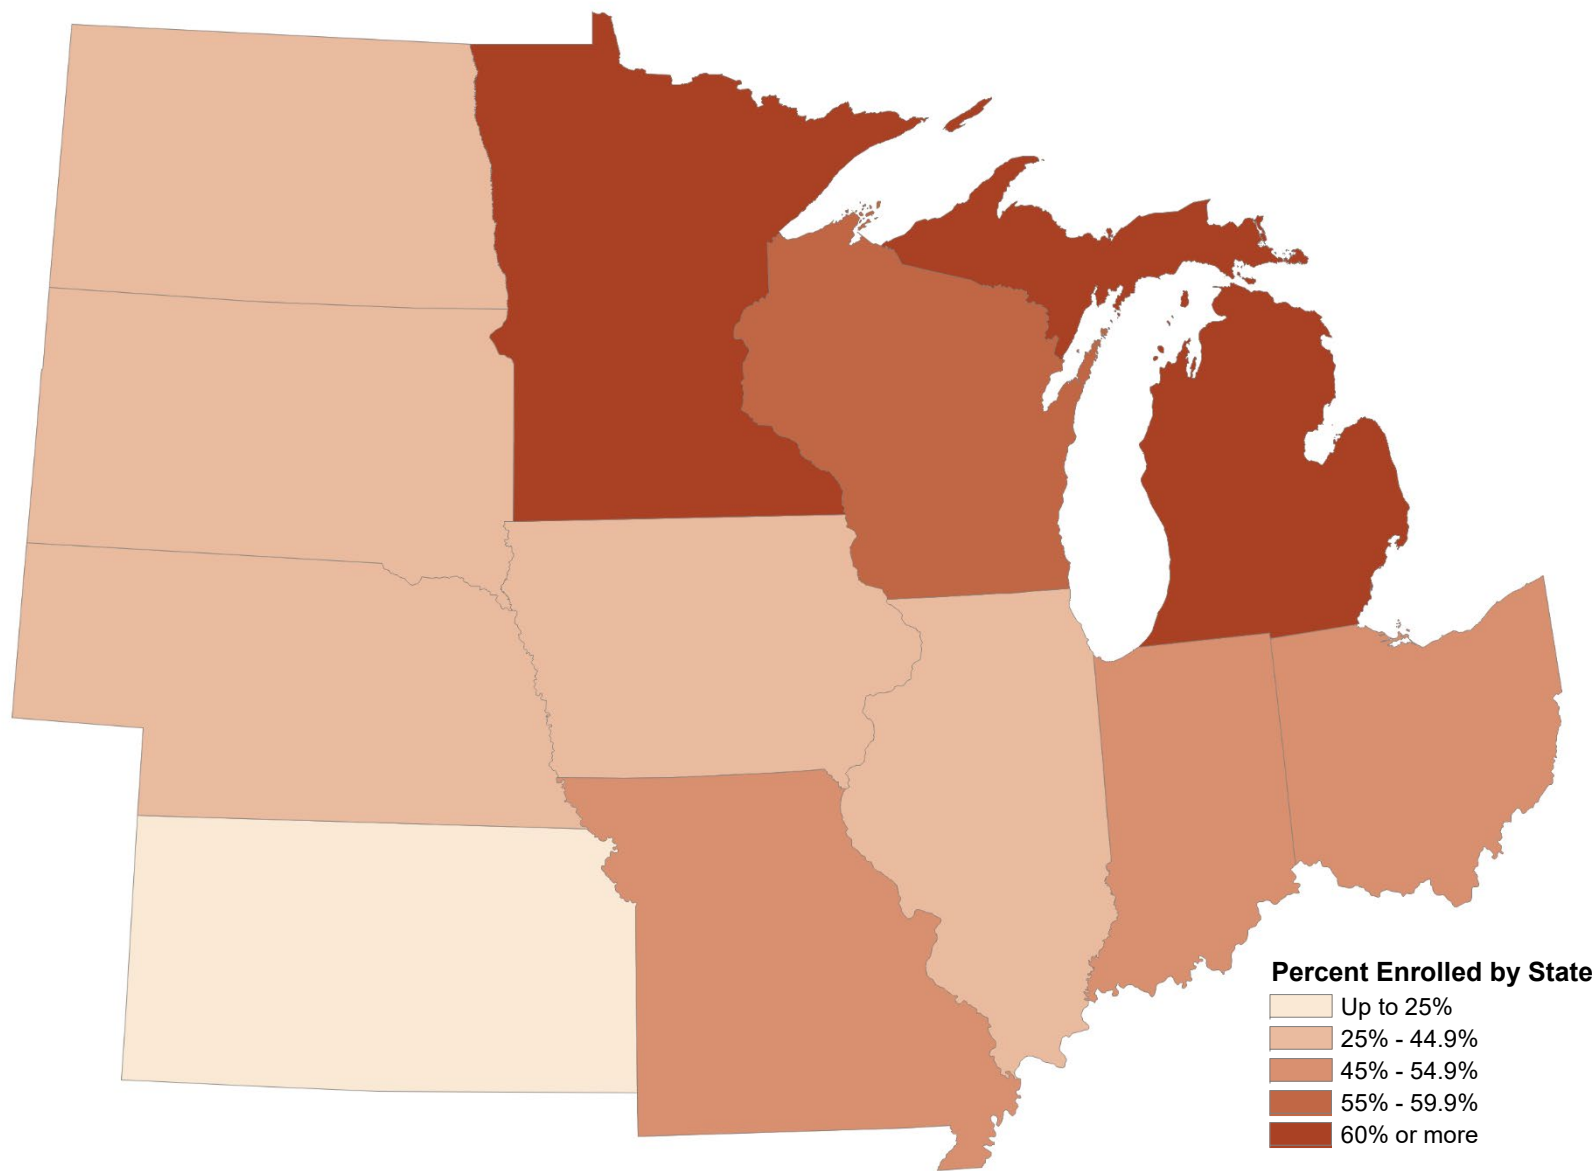 Percent Enrolled by State
Up to 25%
25% - 44.9%
45% - 54.9%
55% - 59.9%
60% or more